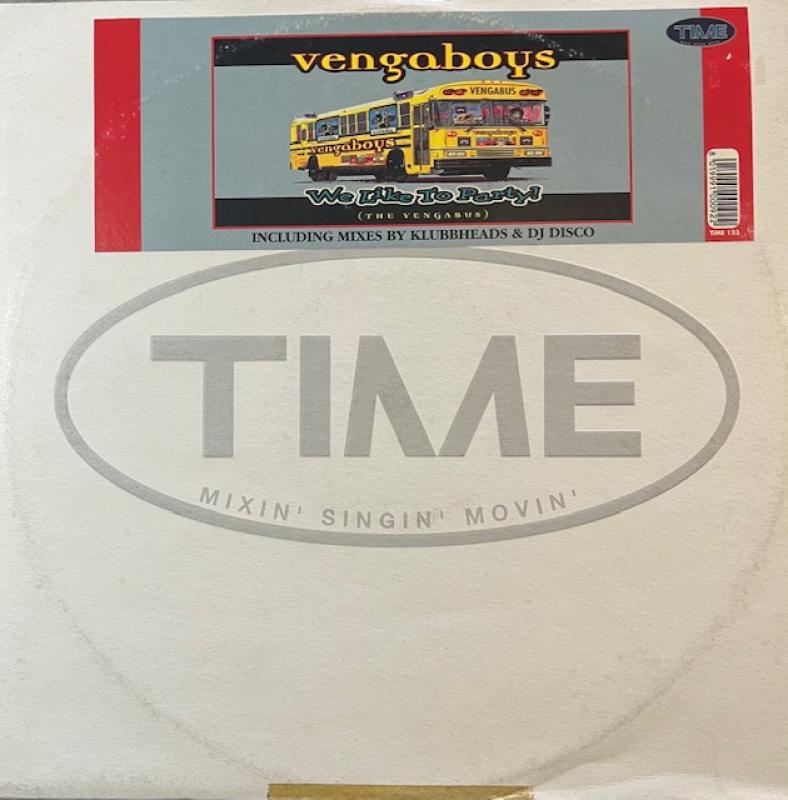 vengaboys
TIME
VENGABUS
vengaboys
vengaboys
We Like To Party!
(THE VENGABUS)
INCLUDING MIXES BY KLUBBHEADS & DJ DISCO
TIME 123
TIME
MIXIN' SINGIN' MOVIN'